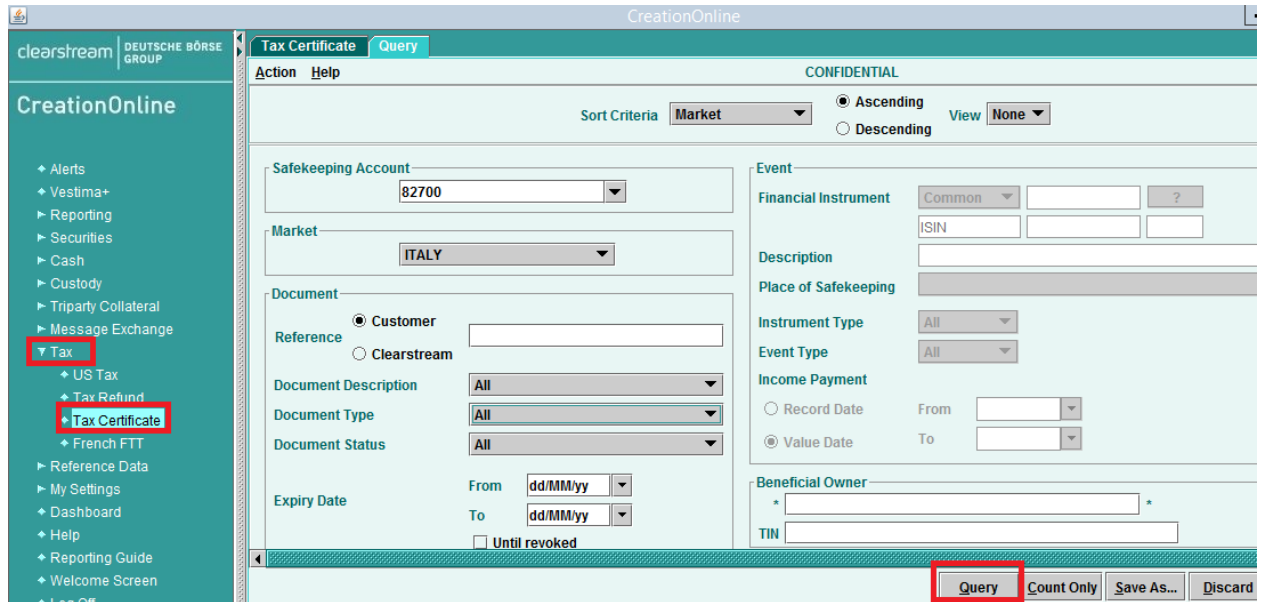 CreationOnline
clearstream DEUTSCHE BÖRSE
GROUP
CreationOnline
Alerts
Vestima+
Reporting
Securities
Cash
Custody
Triparty Collateral
Message Exchange
Tax
US Tax
Tax Refund
Tax Certificate
French FTT
Reference Data
My Settings
Dashboard
Help
Reporting Guide
Welcome Screen
Log Off
Tax Certificate Query
Action Help CONFIDENTIAL
Sort Criteria Market Ascending
Descending
View None
Safekeeping Account
82700
Market
ITALY
Document
Reference Customer
Clearstream
Document Description All
Document Type All
Document Status All
Expiry Date
From dd/MM/yy
To dd/MM/yy
Until revoked
Event
Financial Instrument Common ?
ISIN
Description
Place of Safekeeping
Instrument Type All
Event Type All
Income Payment
Record Date From
Value Date To
Beneficial Owner
* *
TIN
Query Count Only Save As... Discard